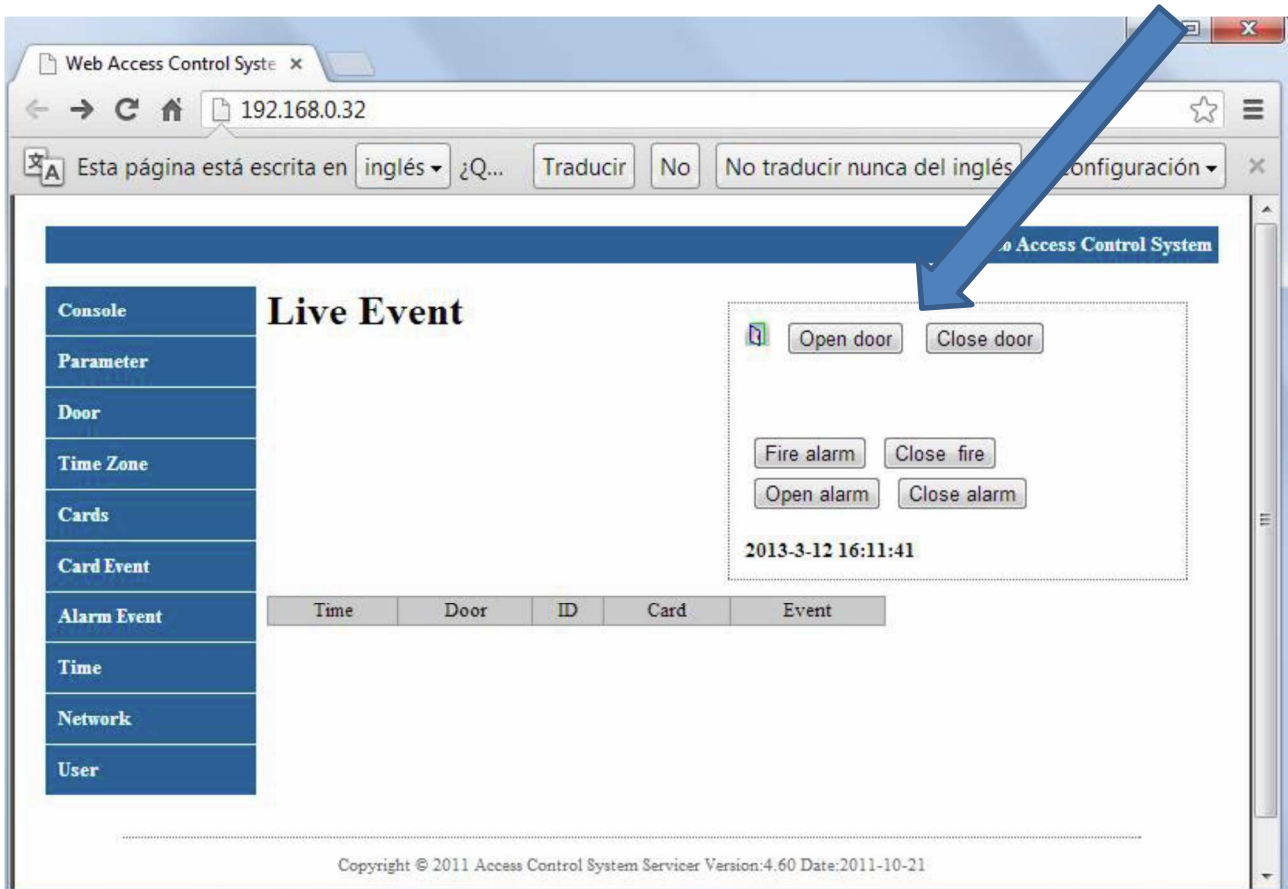 Web Access Control Syste
192.168.0.32
Esta página está escrita en inglés ¿Q... Traducir No No traducir nunca del inglés
Access Control System
Console
Parameter
Door
Time Zone
Cards
Card Event
Alarm Event
Time
Network
User
Live Event
Open door Close door
Fire alarm Close fire
Open alarm Close alarm
2013-3-12 16:11:41
Time Door ID Card Event
Copyright © 2011 Access Control System Servicer Version:4.60 Date:2011-10-21